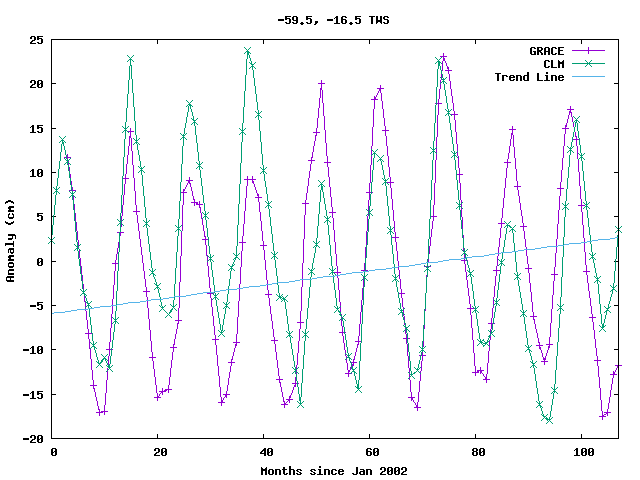 -59.5, -16.5 TWS
GRACE
CLM
Trend Line
25
20
15
10
5
0
-5
-10
-15
-20
Anomaly (cm)
0 20 40 60 80 100
Months since Jan 2002